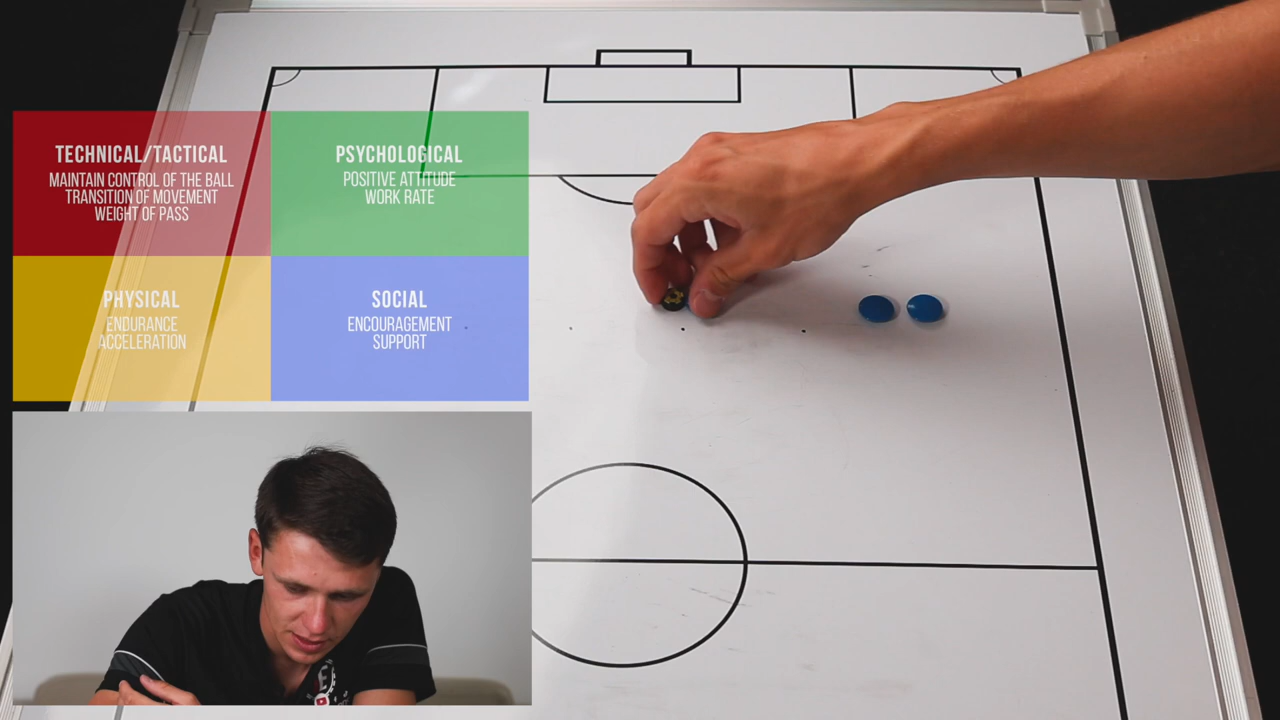 TECHNICAL/TACTICAL
MAINTAIN CONTROL OF THE BALL
TRANSITION OF MOVEMENT
WEIGHT OF PASS
PSYCHOLOGICAL
POSITIVE ATTITUDE
WORK RATE
PHYSICAL
ENDURANCE
ACCELERATION
SOCIAL
ENCOURAGEMENT
SUPPORT